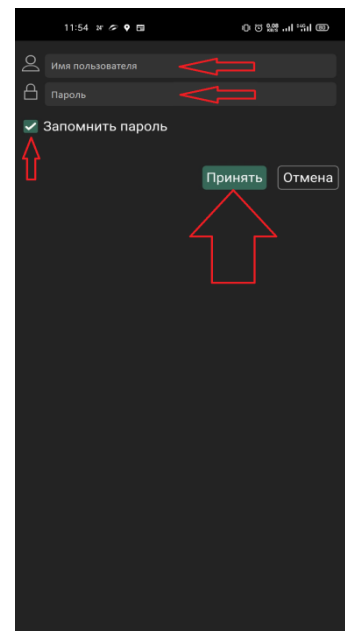 11:54
Имя пользователя
Пароль
Запомнить пароль
Принять Отмена